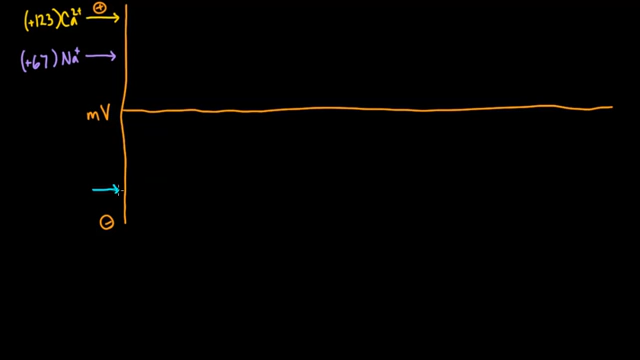 (+123) Ca²⁺ +
(+67) Na⁺
mV
−